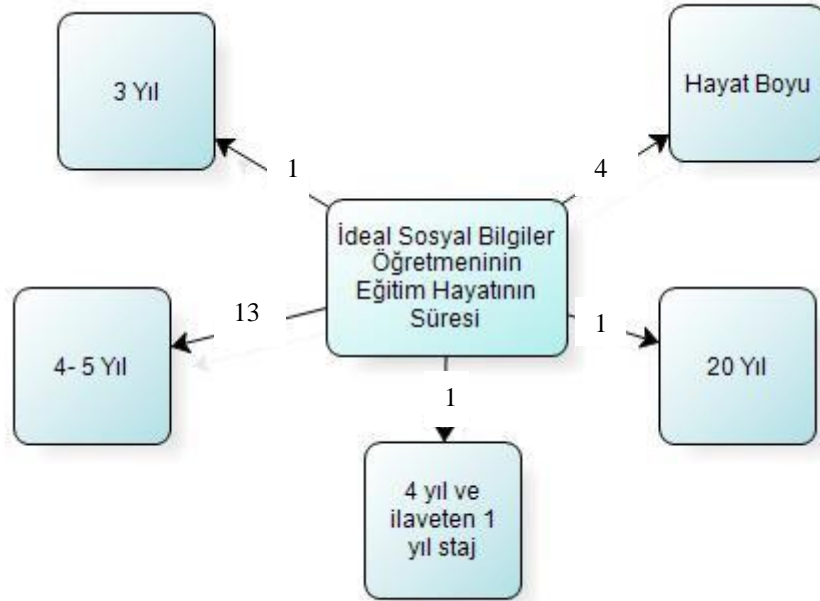 3 Yıl
Hayat Boyu
1
4
İdeal Sosyal Bilgiler
Öğretmeninin
Eğitim Hayatının
Süresi
13
1
4- 5 Yıl
20 Yıl
1
4 yıl ve
ilaveten 1
yıl staj